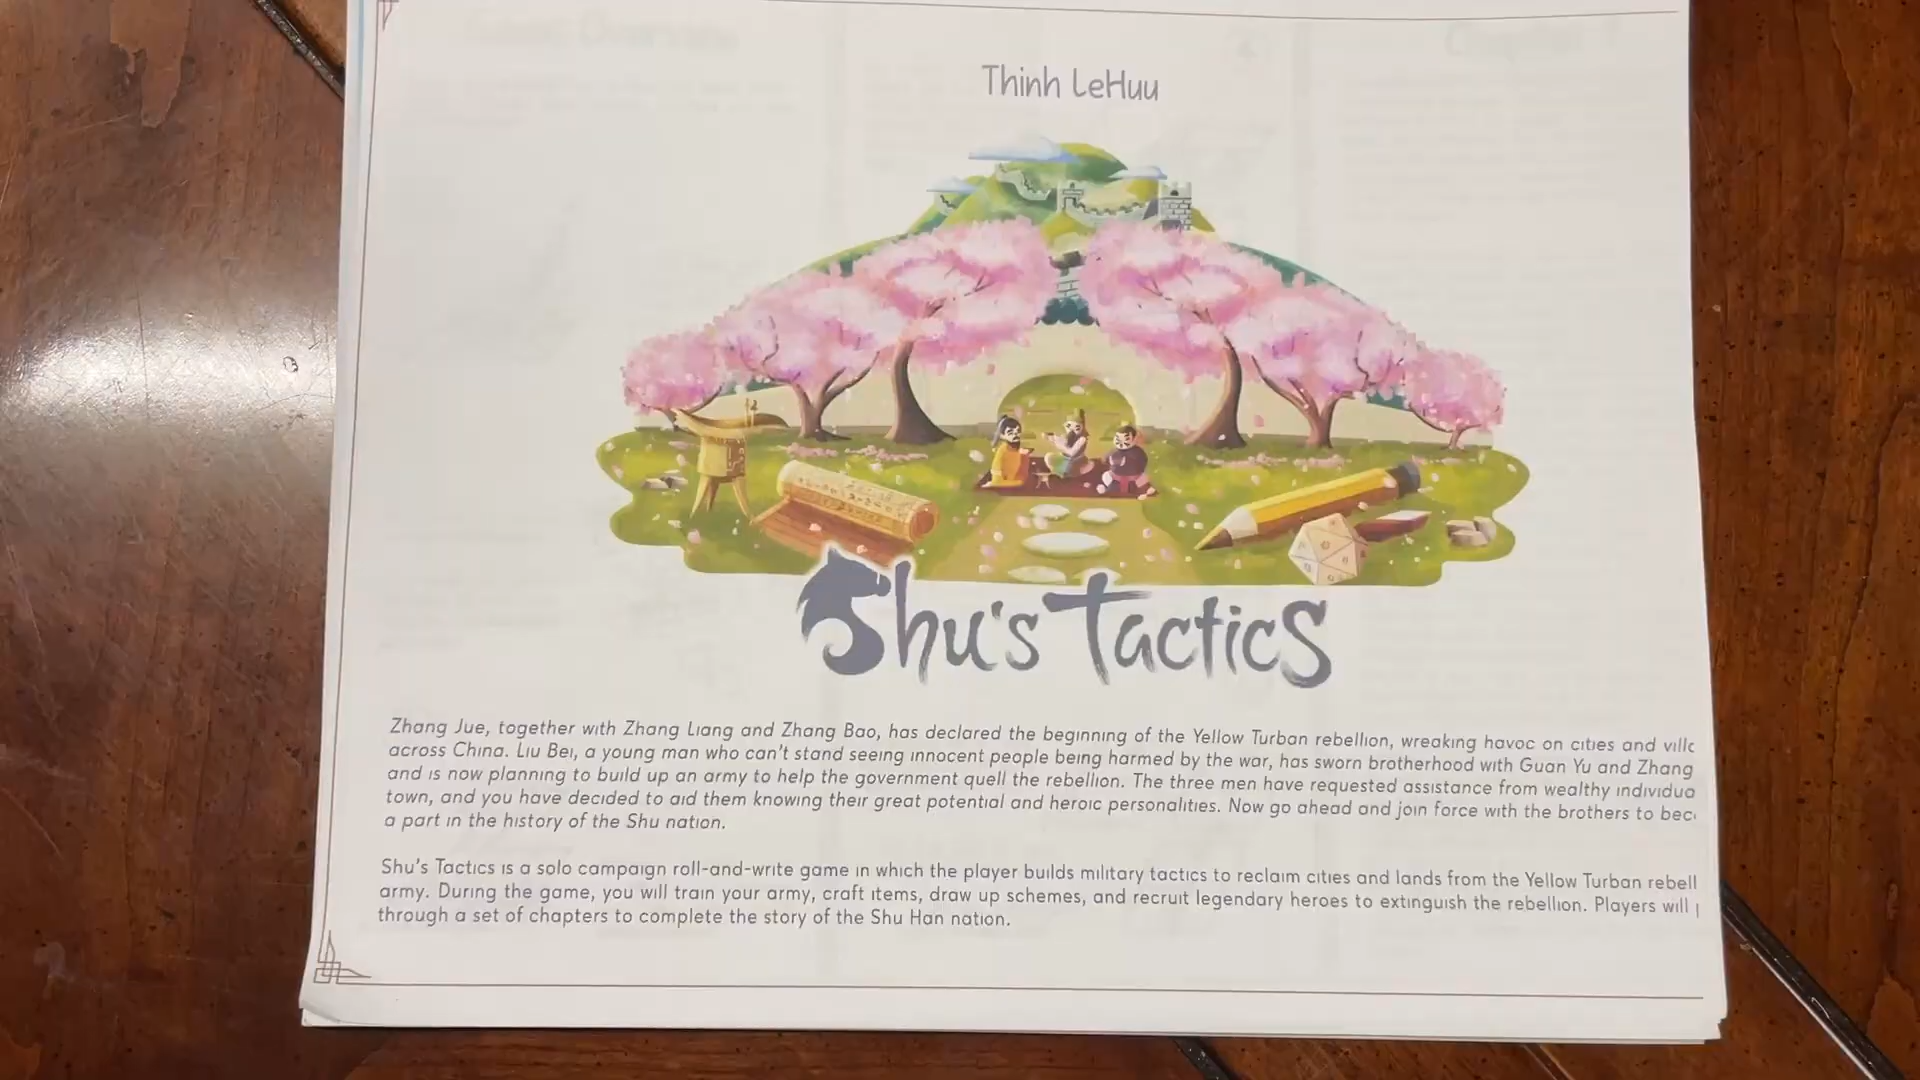 Thinh LeHuu
Shu's Tactics
Zhang Jue, together with Zhang Liang and Zhang Bao, has declared the beginning of the Yellow Turban rebellion, wreaking havoc on cities and
across China. Liu Bei, a young man who can't stand seeing innocent people being harmed by the war, has sworn brotherhood with Guan Yu and Zhang
and is now planning to build up an army to help the government quell the rebellion. The three men have requested assistance from wealthy
town, and you have decided to aid them knowing their great potential and heroic personalities. Now go ahead and join force with the brothers to
a part in the history of the Shu nation.
Shu's Tactics is a solo campaign roll-and-write game in which the player builds military tactics to reclaim cities and lands from the Yellow Turban rebell
army. During the game, you will train your army, craft items, draw up schemes, and recruit legendary heroes to extinguish the rebellion. Players will
through a set of chapters to complete the story of the Shu Han nation.